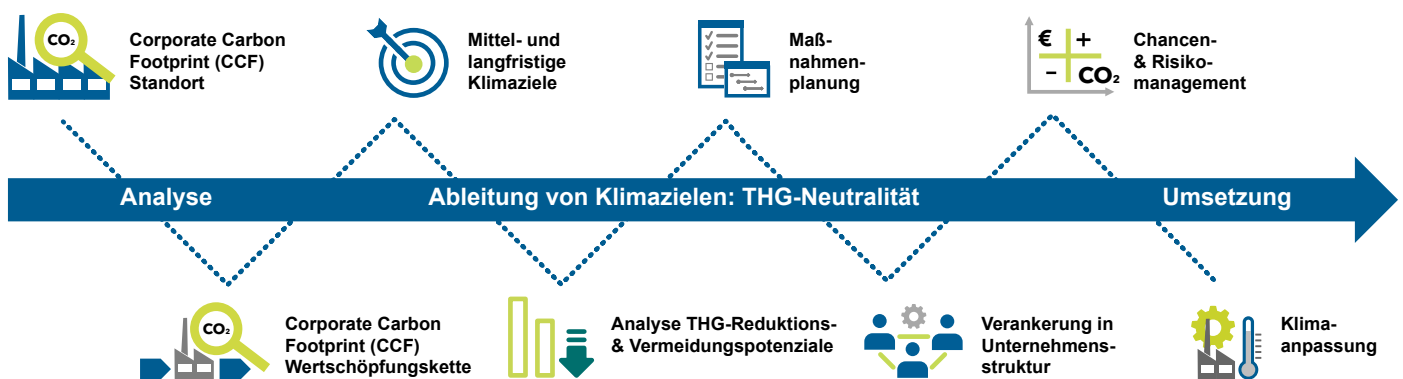 CO₂
Corporate Carbon
Footprint (CCF)
Standort
Mittel- und
langfristige
Klimaziele
Maß-
nahmen-
planung
€ +
– CO₂
Chancen-
& Risiko-
management
Analyse
Ableitung von Klimazielen: THG-Neutralität
Umsetzung
CO₂
Corporate Carbon
Footprint (CCF)
Wertschöpfungskette
Analyse THG-Reduktions-
& Vermeidungspotenziale
Verankerung in
Unternehmens-
struktur
Klima-
anpassung